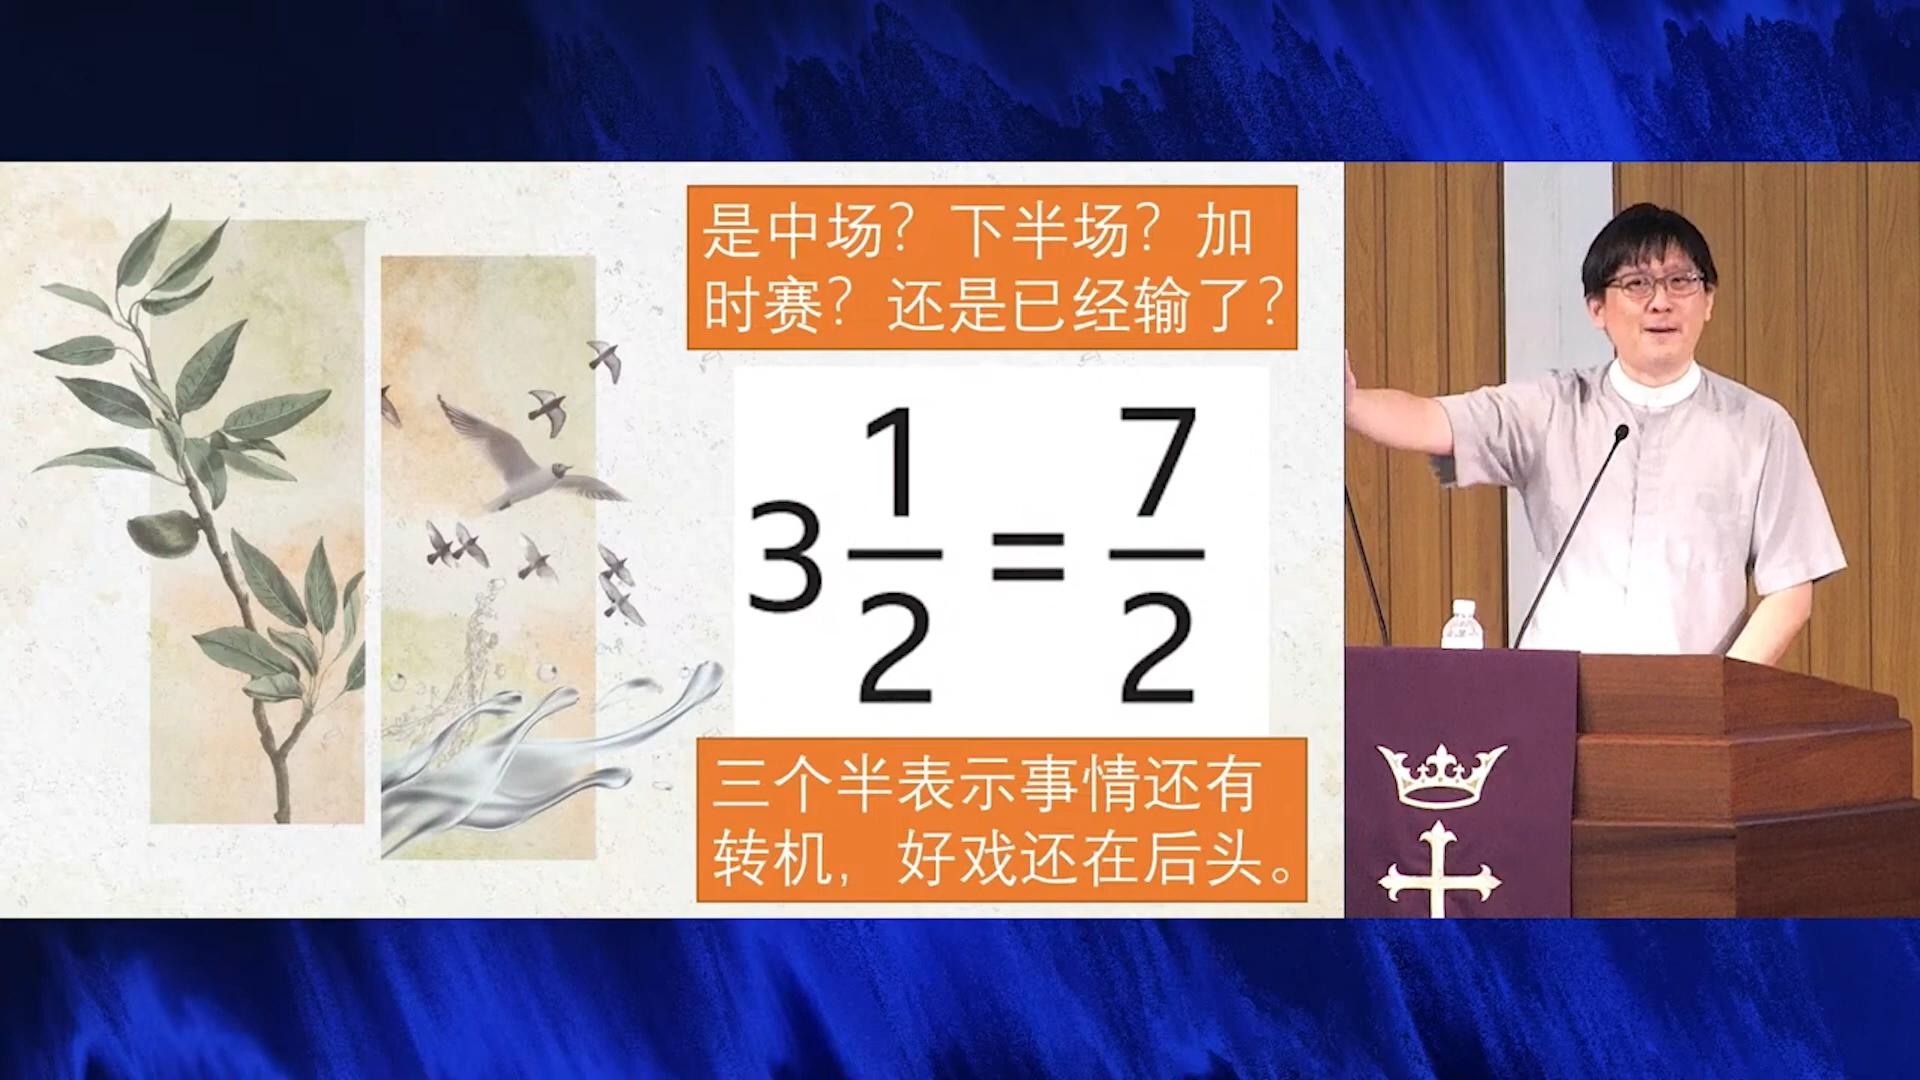 是中场？下半场？加
时赛？还是已经输了？
3 1/2 = 7/2
三个半表示事情还有
转机，好戏还在后头。